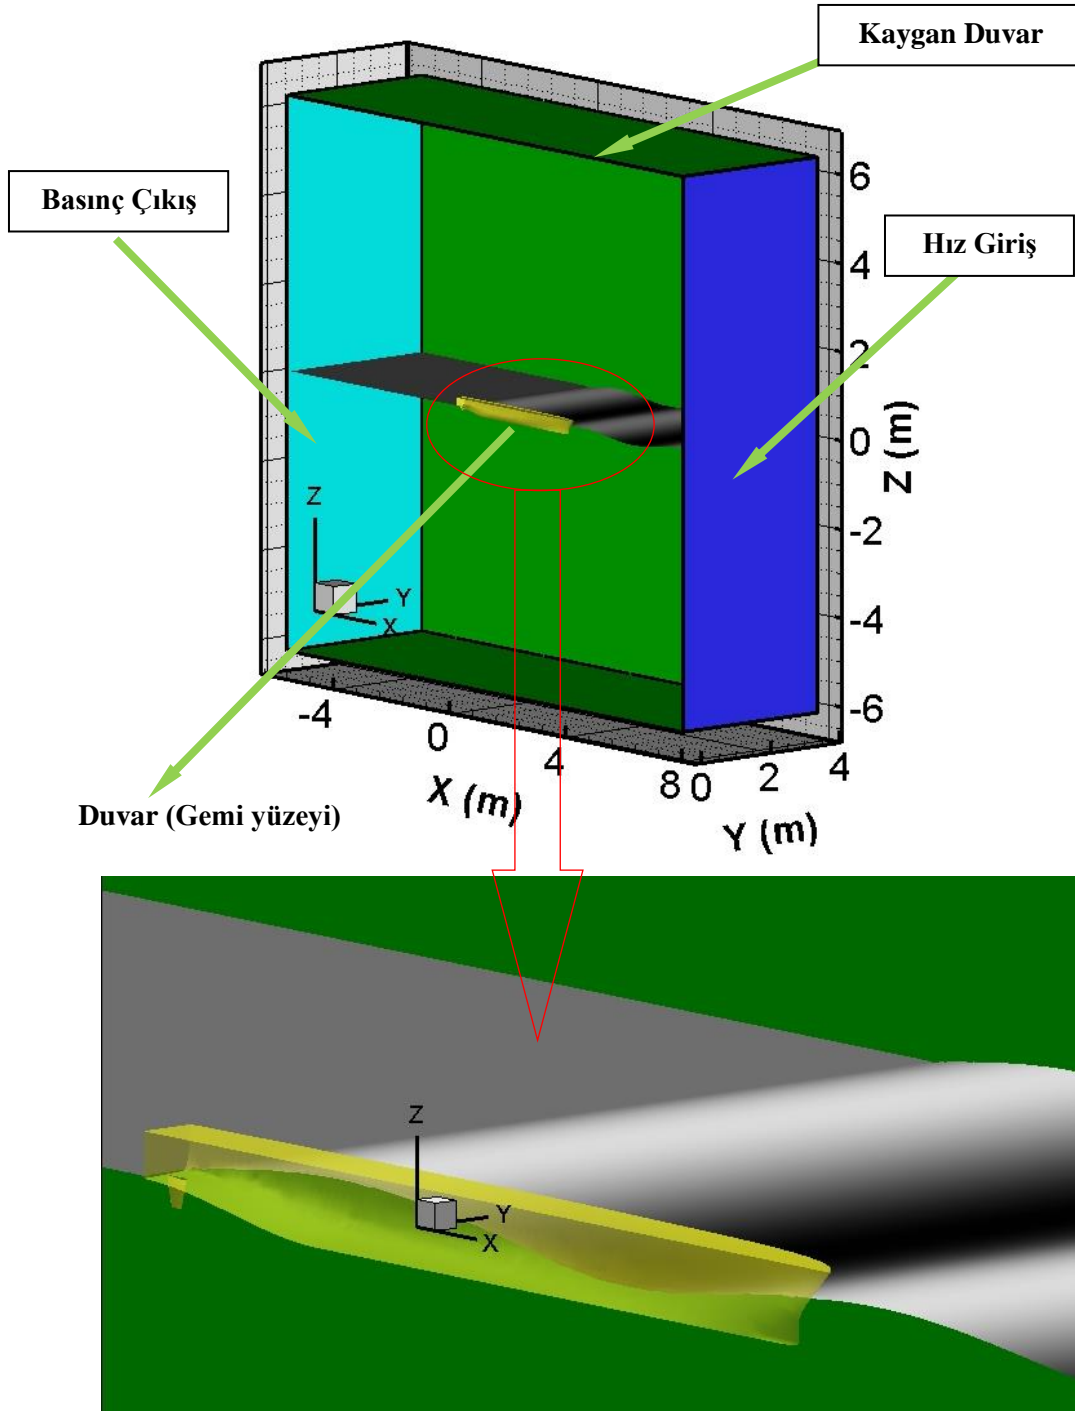 Kaygan Duvar
Basınç Çıkış
Hız Giriş
6
4
2
0
-2
-4
-6
Z (m)
Z
Y
X
-4
0
4
8
X (m)
0
2
4
Y (m)
Duvar (Gemi yüzeyi)
Z
Y
X